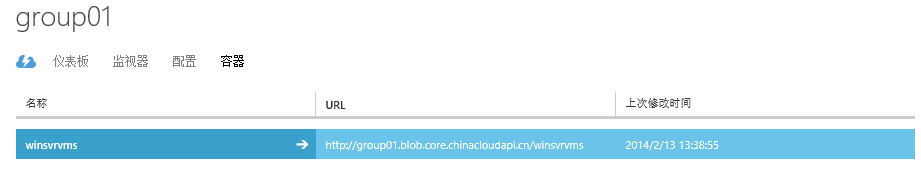 group01
仪表板 监视器 配置 容器
名称 URL 上次修改时间
winsvrvms http://group01.blob.core.chinacloudapi.cn/winsvrvms 2014/2/13 13:38:55